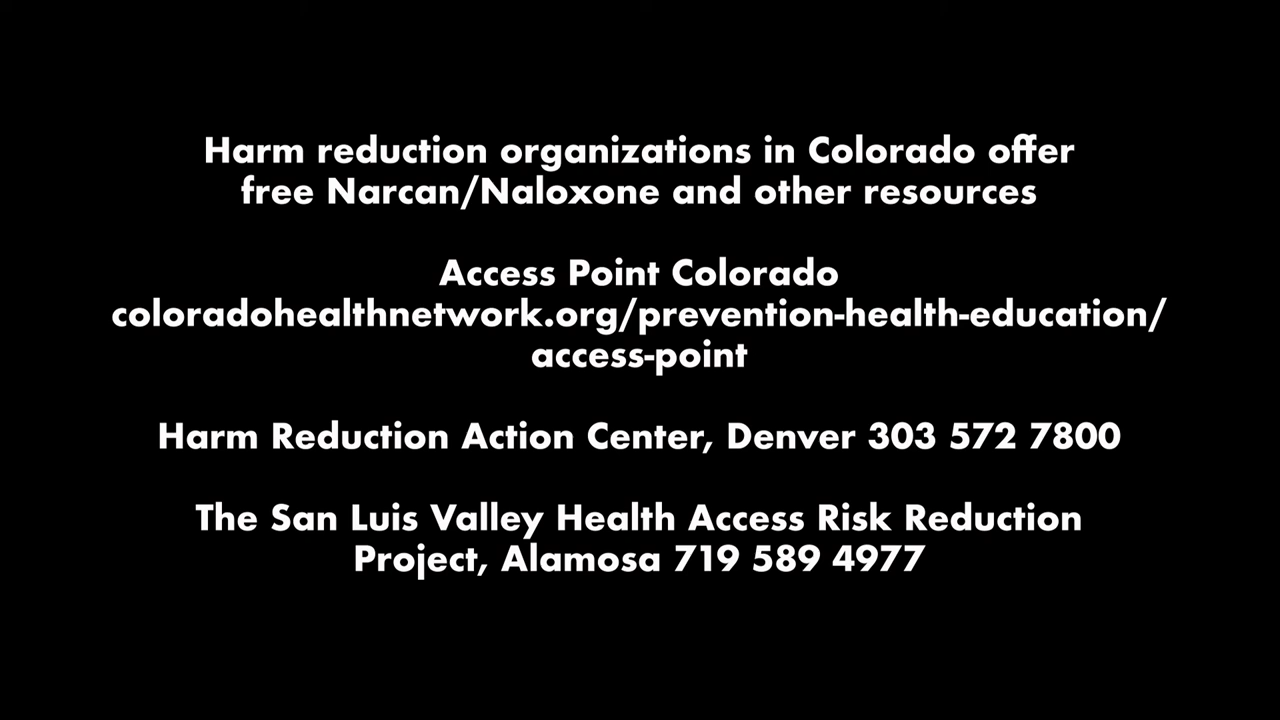 Harm reduction organizations in Colorado offer
free Narcan/Naloxone and other resources
Access Point Colorado
coloradohealthnetwork.org/prevention-health-education/
access-point
Harm Reduction Action Center, Denver 303 572 7800
The San Luis Valley Health Access Risk Reduction
Project, Alamosa 719 589 4977